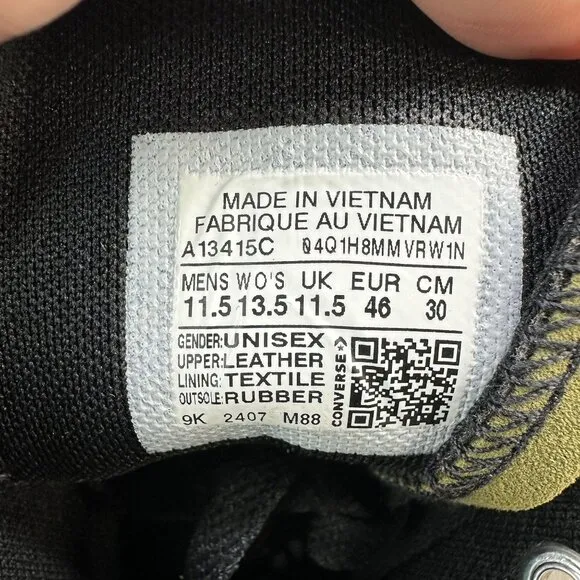 MADE IN VIETNAM
FABRIQUE AU VIETNAM
A13415C 04Q1H8MMVRW1N
MENS WO'S UK EUR CM
11.5 13.5 11.5 46 30
GENDER: UNISEX
UPPER: LEATHER
LINING: TEXTILE
OUTSOLE: RUBBER
9K 2407 M88
CONVERSE